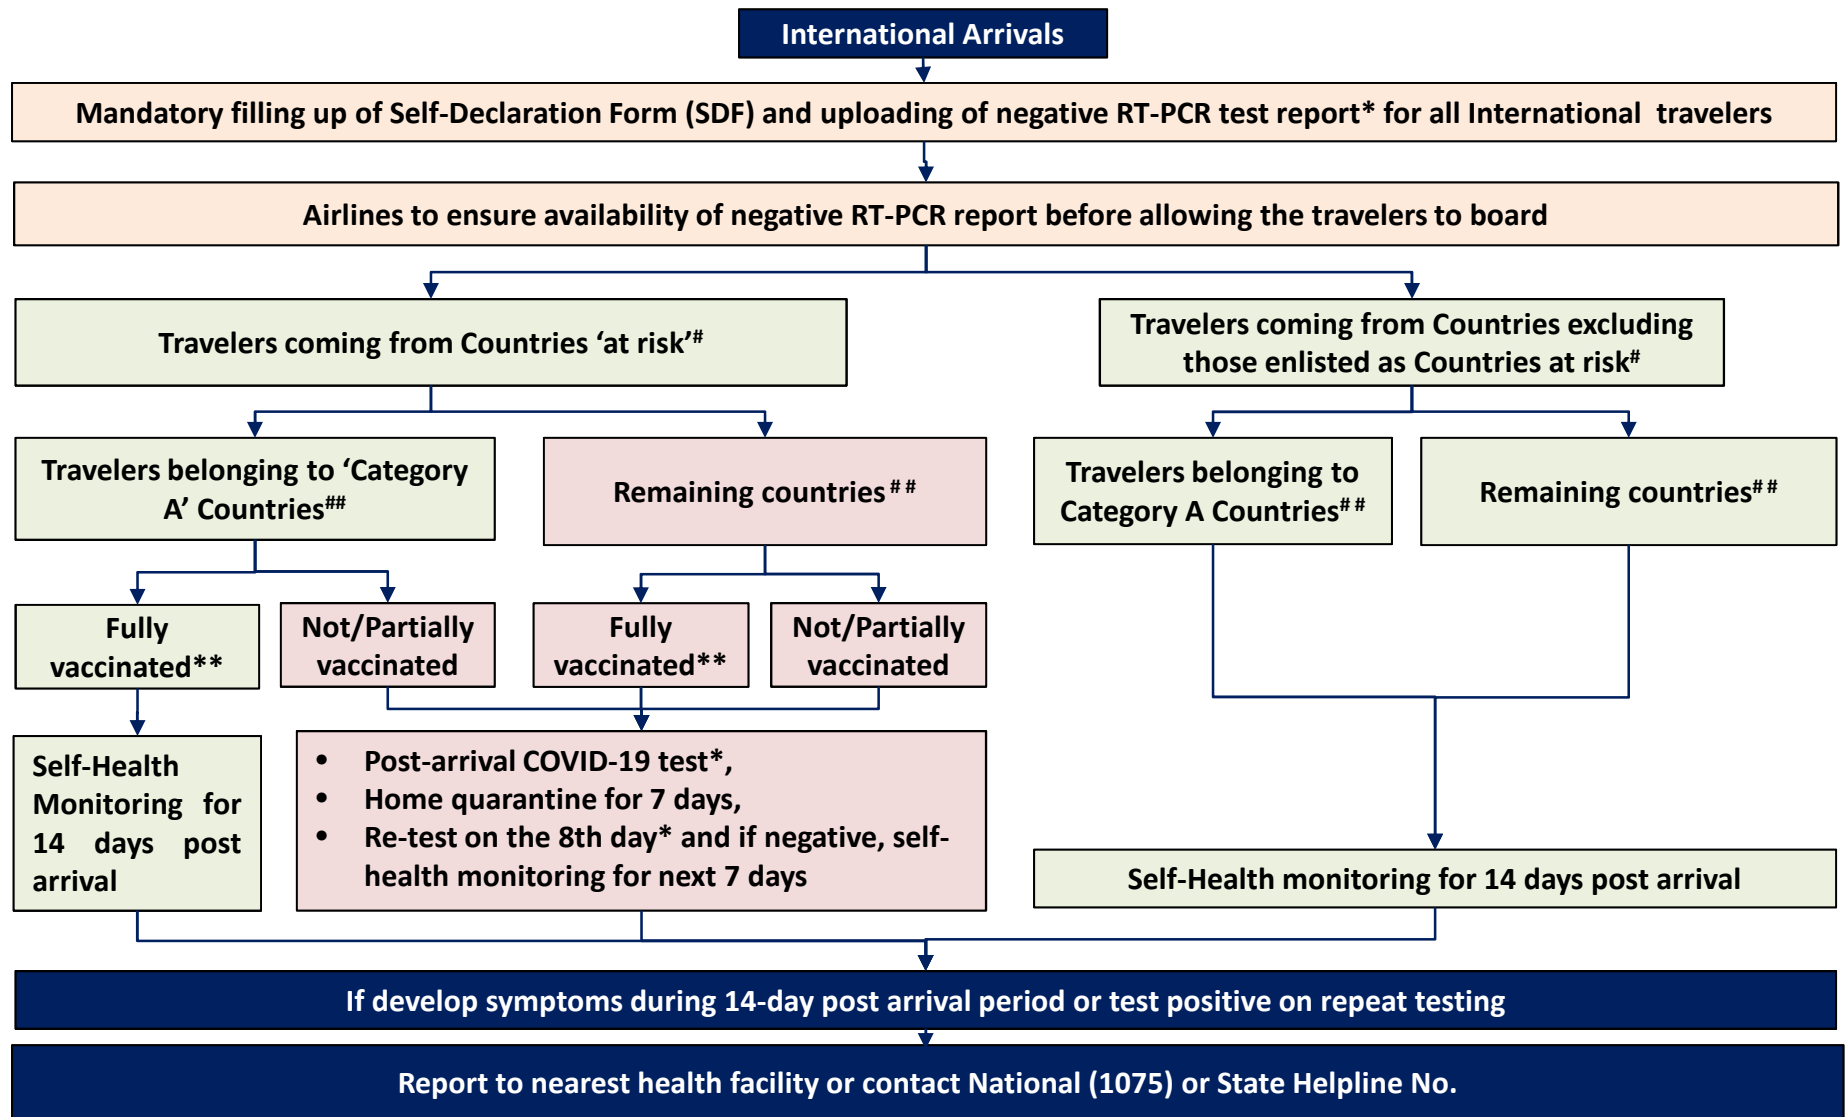 International Arrivals
Mandatory filling up of Self-Declaration Form (SDF) and uploading of negative RT-PCR test report* for all International travelers
Airlines to ensure availability of negative RT-PCR report before allowing the travelers to board
Travelers coming from Countries ‘at risk’#
Travelers coming from Countries excluding
those enlisted as Countries at risk#
Travelers belonging to ‘Category
A’ Countries##
Remaining countries##
Travelers belonging to
Category A Countries##
Remaining countries##
Fully
vaccinated**
Not/Partially
vaccinated
Fully
vaccinated**
Not/Partially
vaccinated
Self-Health
Monitoring for
14 days post
arrival
• Post-arrival COVID-19 test*,
• Home quarantine for 7 days,
• Re-test on the 8th day* and if negative, self-
health monitoring for next 7 days
Self-Health monitoring for 14 days post arrival
If develop symptoms during 14-day post arrival period or test positive on repeat testing
Report to nearest health facility or contact National (1075) or State Helpline No.